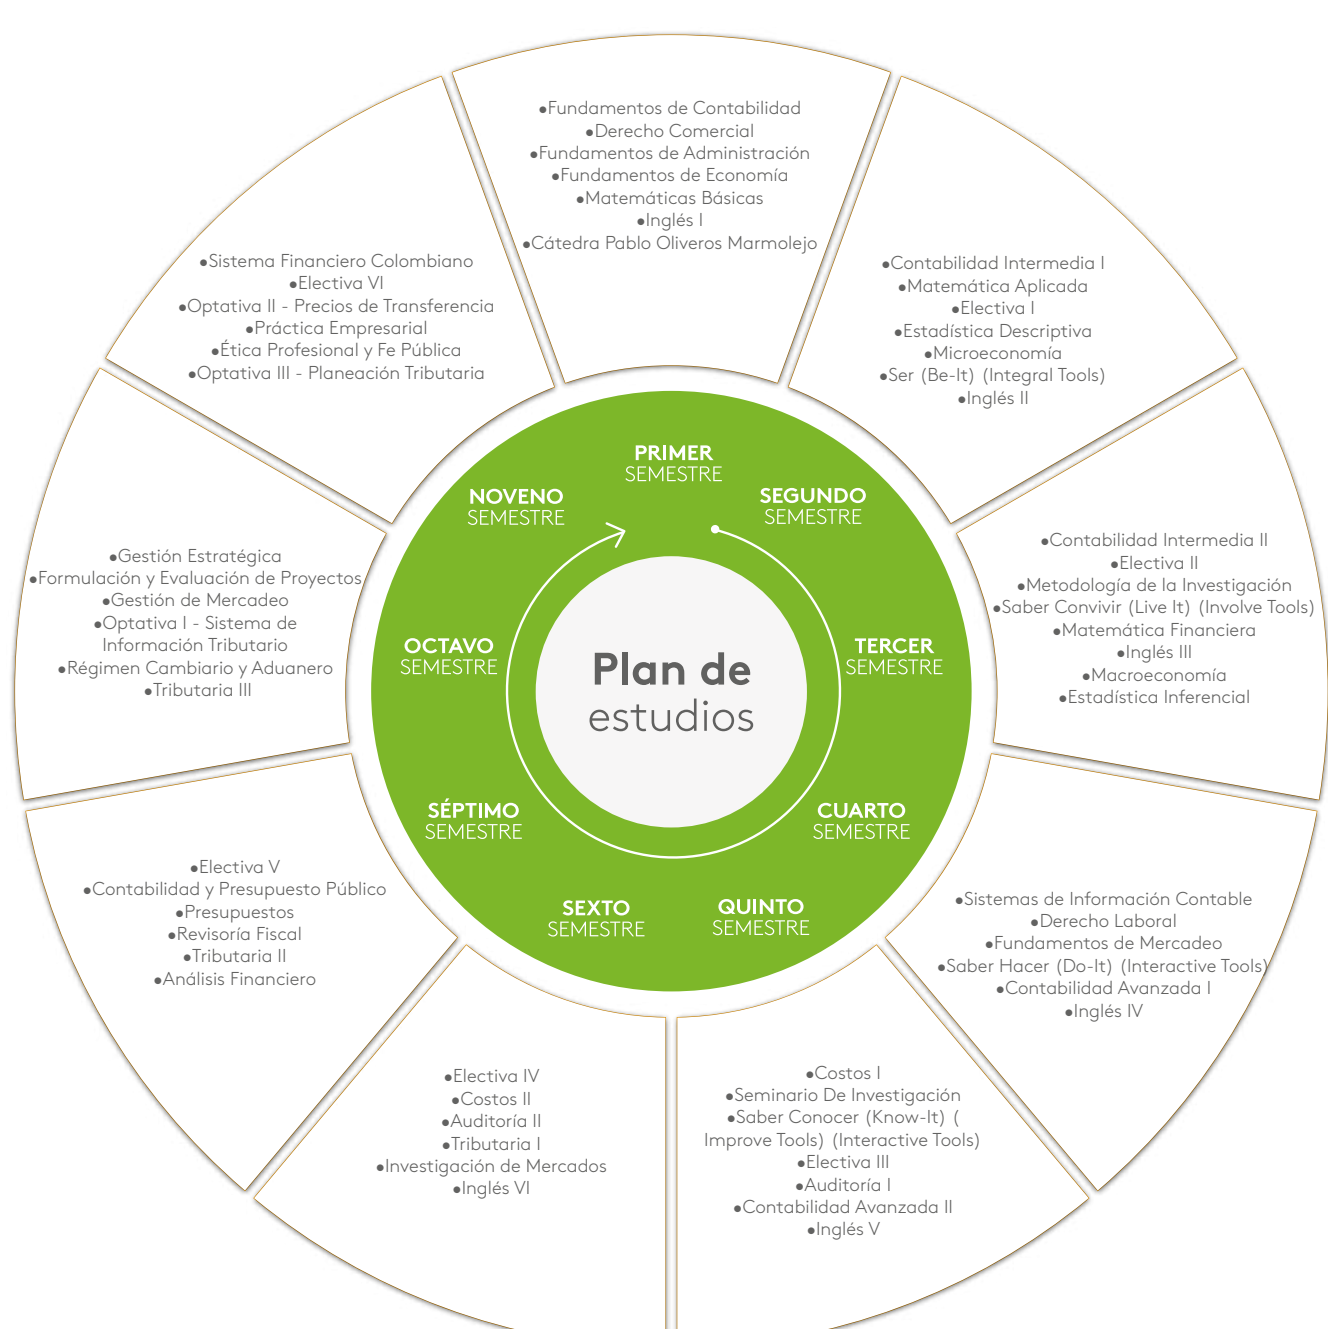 Plan de
estudios
PRIMER
SEMESTRE
●Fundamentos de Contabilidad
●Derecho Comercial
●Fundamentos de Administración
●Fundamentos de Economía
●Matemáticas Básicas
●Inglés I
●Cátedra Pablo Oliveros Marmolejo
SEGUNDO
SEMESTRE
●Contabilidad Intermedia I
●Matemática Aplicada
●Electiva I
●Estadística Descriptiva
●Microeconomía
●Ser (Be-It) (Integral Tools)
●Inglés II
TERCER
SEMESTRE
●Contabilidad Intermedia II
●Electiva II
●Metodología de la Investigación
●Saber Convivir (Live It) (Involve Tools)
●Matemática Financiera
●Inglés III
●Macroeconomía
●Estadística Inferencial
CUARTO
SEMESTRE
●Sistemas de Información Contable
●Derecho Laboral
●Fundamentos de Mercadeo
●Saber Hacer (Do-It) (Interactive Tools)
●Contabilidad Avanzada I
●Inglés IV
QUINTO
SEMESTRE
●Costos I
●Seminario De Investigación
●Saber Conocer (Know-It) (
Improve Tools) (Interactive Tools)
●Electiva III
●Auditoría I
●Contabilidad Avanzada II
●Inglés V
SEXTO
SEMESTRE
●Electiva IV
●Costos II
●Auditoría II
●Tributaria I
●Investigación de Mercados
●Inglés VI
SÉPTIMO
SEMESTRE
●Electiva V
●Contabilidad y Presupuesto Público
●Presupuestos
●Revisoría Fiscal
●Tributaria II
●Análisis Financiero
OCTAVO
SEMESTRE
●Gestión Estratégica
●Formulación y Evaluación de Proyectos
●Gestión de Mercadeo
●Optativa I - Sistema de
Información Tributario
●Régimen Cambiario y Aduanero
●Tributaria III
NOVENO
SEMESTRE
●Sistema Financiero Colombiano
●Electiva VI
●Optativa II - Precios de Transferencia
●Práctica Empresarial
●Ética Profesional y Fe Pública
●Optativa III - Planeación Tributaria